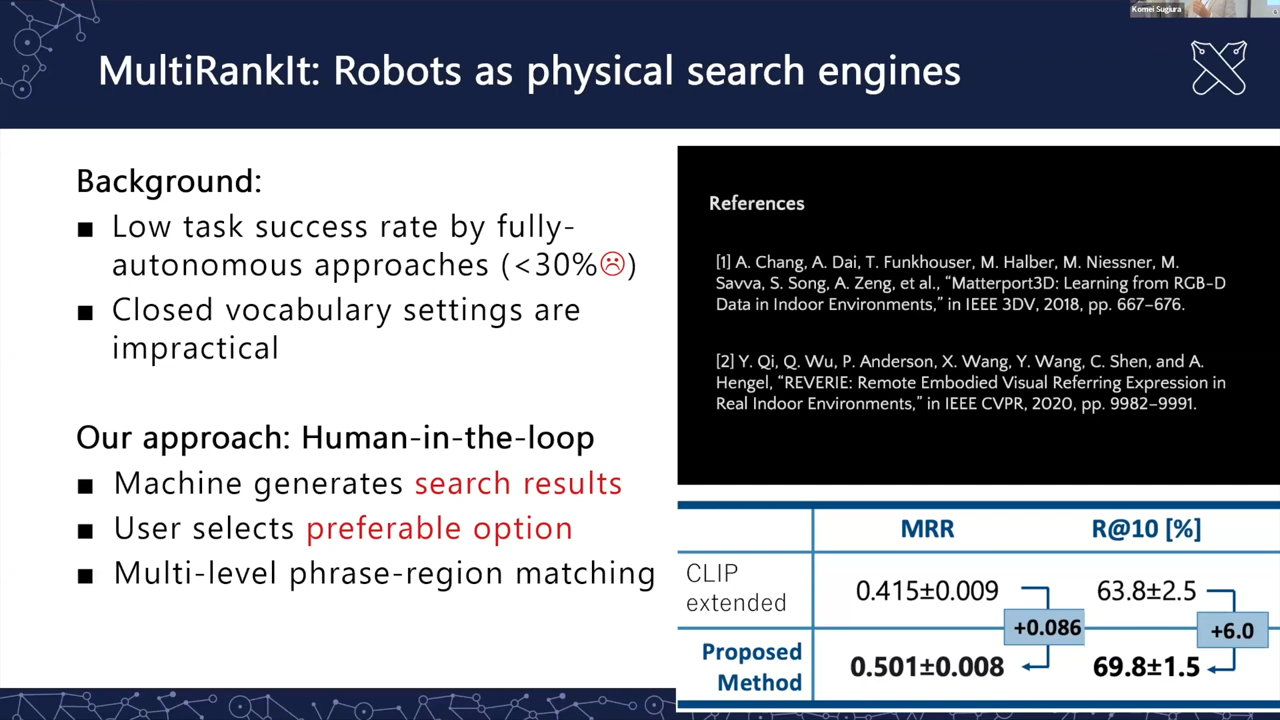 Komei Sugiura
MultiRankIt: Robots as physical search engines
Background:
■ Low task success rate by fully-
autonomous approaches (<30%☹)
■ Closed vocabulary settings are
impractical
Our approach: Human-in-the-loop
■ Machine generates search results
■ User selects preferable option
■ Multi-level phrase-region matching
References
[1] A. Chang, A. Dai, T. Funkhouser, M. Halber, M. Niessner, M.
Savva, S. Song, A. Zeng, et al., “Matterport3D: Learning from RGB-D
Data in Indoor Environments,” in IEEE 3DV, 2018, pp. 667–676.
[2] Y. Qi, Q. Wu, P. Anderson, X. Wang, Y. Wang, C. Shen, and A.
Hengel, “REVERIE: Remote Embodied Visual Referring Expression in
Real Indoor Environments,” in IEEE CVPR, 2020, pp. 9982–9991.
MRR R@10 [%]
CLIP
extended
0.415±0.009 63.8±2.5
+0.086 +6.0
Proposed
Method
0.501±0.008 69.8±1.5